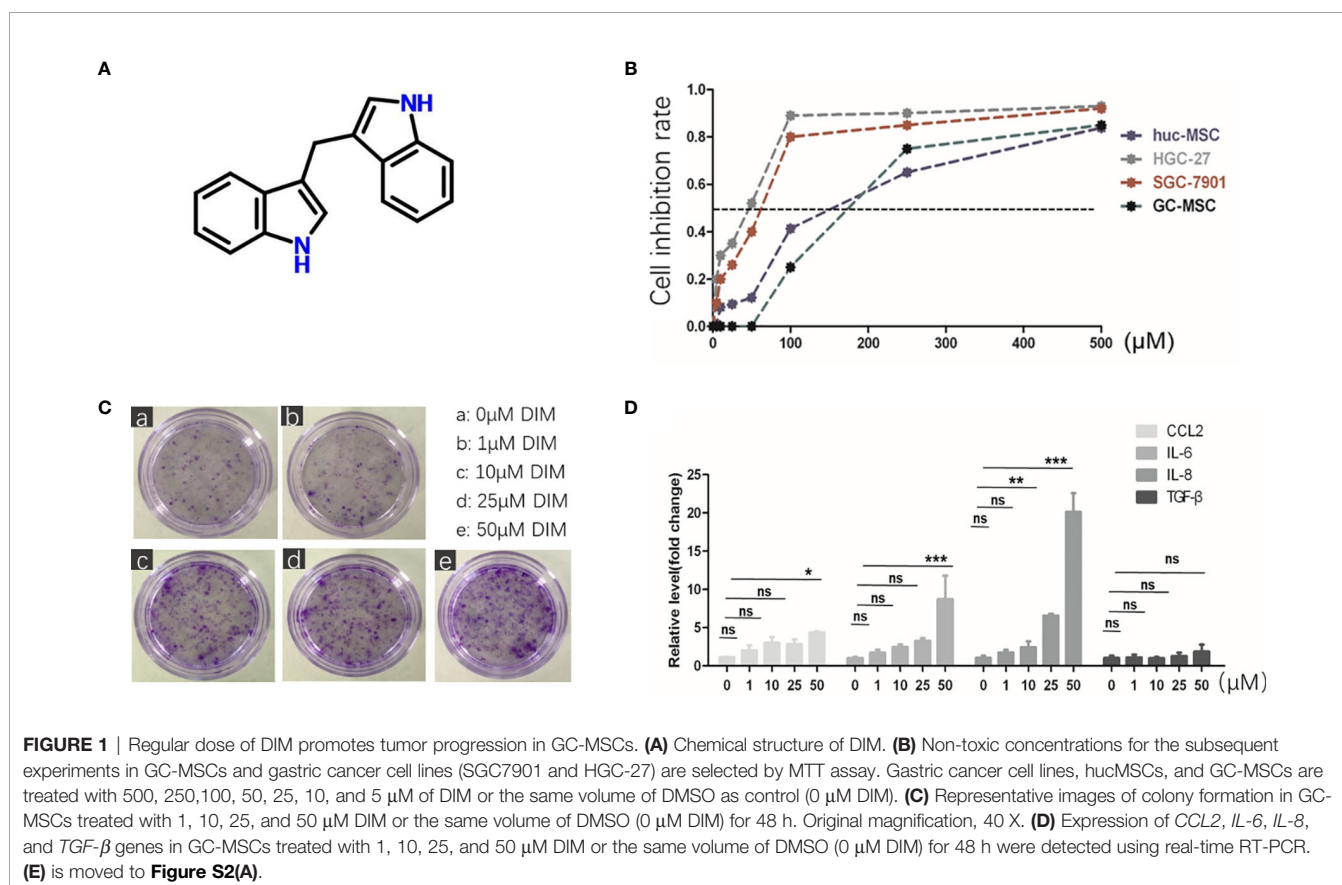 A
NH
N
H
B
Cell inhibition rate
1.0
0.8
0.6
0.4
0.2
0.0
0 100 200 300 400 500 (μM)
huc-MSC
HGC-27
SGC-7901
GC-MSC
C
a
b
a: 0μM DIM
b: 1μM DIM
c: 10μM DIM
d: 25μM DIM
e: 50μM DIM
c
d
e
D
CCL2
IL-6
IL-8
TGF-β
Relative level(fold change)
25
20
15
10
5
0
ns ns ns *
ns ns ns ***
ns ns ** ***
ns ns ns ns
0 1 10 25 50 0 1 10 25 50 0 1 10 25 50 0 1 10 25 50 (μM)
FIGURE 1 | Regular dose of DIM promotes tumor progression in GC-MSCs. (A) Chemical structure of DIM. (B) Non-toxic concentrations for the subsequent
experiments in GC-MSCs and gastric cancer cell lines (SGC7901 and HGC-27) are selected by MTT assay. Gastric cancer cell lines, hucMSCs, and GC-MSCs are
treated with 500, 250,100, 50, 25, 10, and 5 μM of DIM or the same volume of DMSO as control (0 μM DIM). (C) Representative images of colony formation in GC-
MSCs treated with 1, 10, 25, and 50 μM DIM or the same volume of DMSO (0 μM DIM) for 48 h. Original magnification, 40 X. (D) Expression of CCL2, IL-6, IL-8,
and TGF-β genes in GC-MSCs treated with 1, 10, 25, and 50 μM DIM or the same volume of DMSO (0 μM DIM) for 48 h were detected using real-time RT-PCR.
(E) is moved to Figure S2(A).